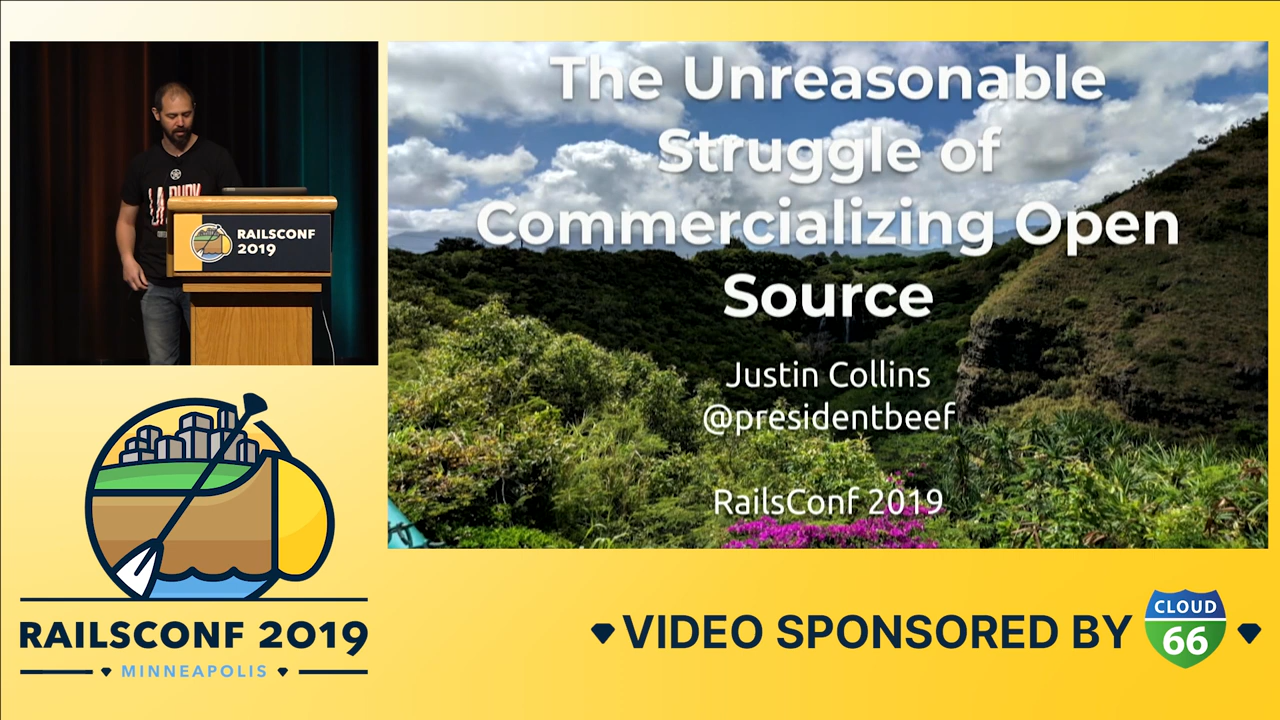 The Unreasonable
Struggle of
Commercializing Open
Source
Justin Collins
@presidentbeef
RailsConf 2019
RAILSCONF
2019
RAILSCONF 2019
MINNEAPOLIS
VIDEO SPONSORED BY
CLOUD
66